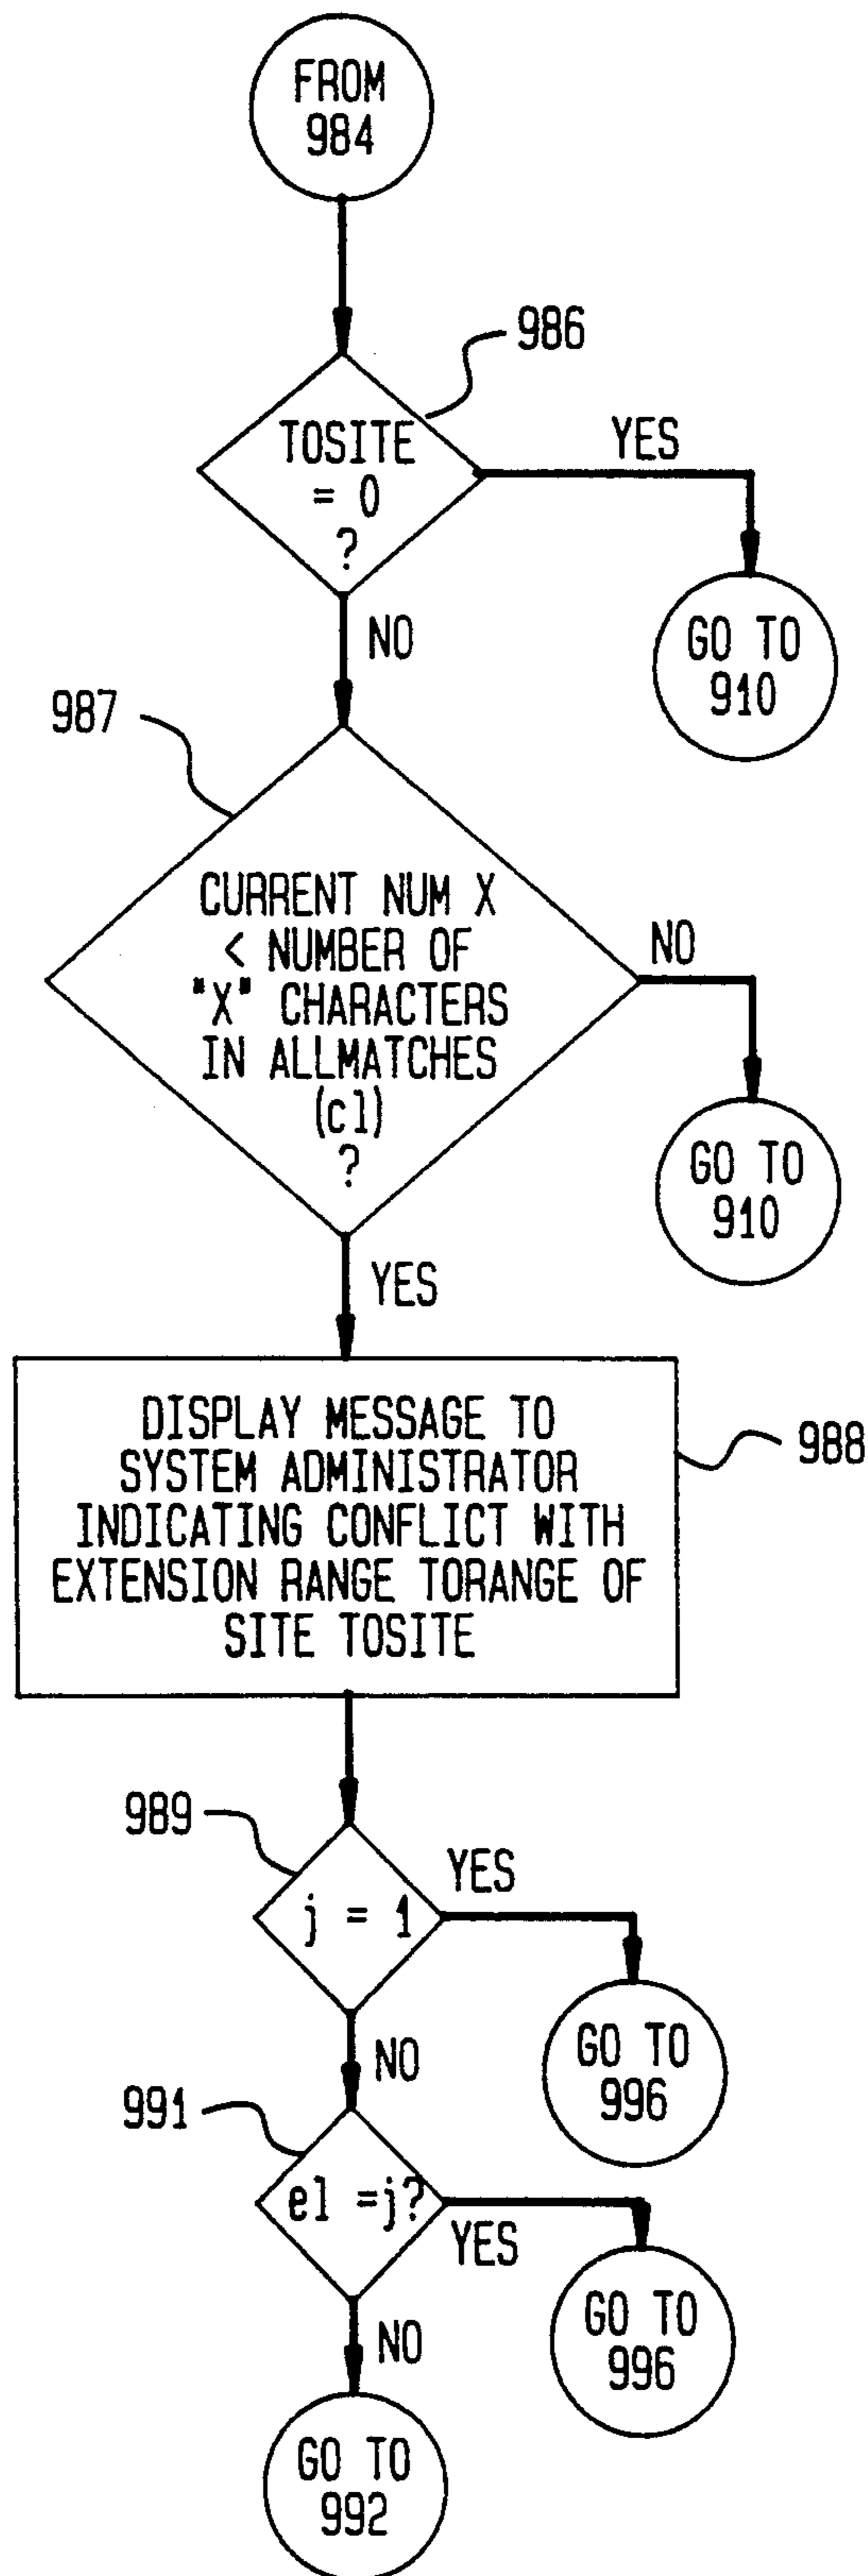 FROM
984
986
TOSITE
= 0
?
YES
GO TO
910
NO
987
CURRENT NUM X
< NUMBER OF
"X" CHARACTERS
IN ALLMATCHES
(cl)
?
NO
GO TO
910
YES
DISPLAY MESSAGE TO
SYSTEM ADMINISTRATOR
INDICATING CONFLICT WITH
EXTENSION RANGE TORANGE OF
SITE TOSITE
988
989
j = 1
YES
GO TO
996
NO
991
el =j?
YES
GO TO
996
NO
GO TO
992